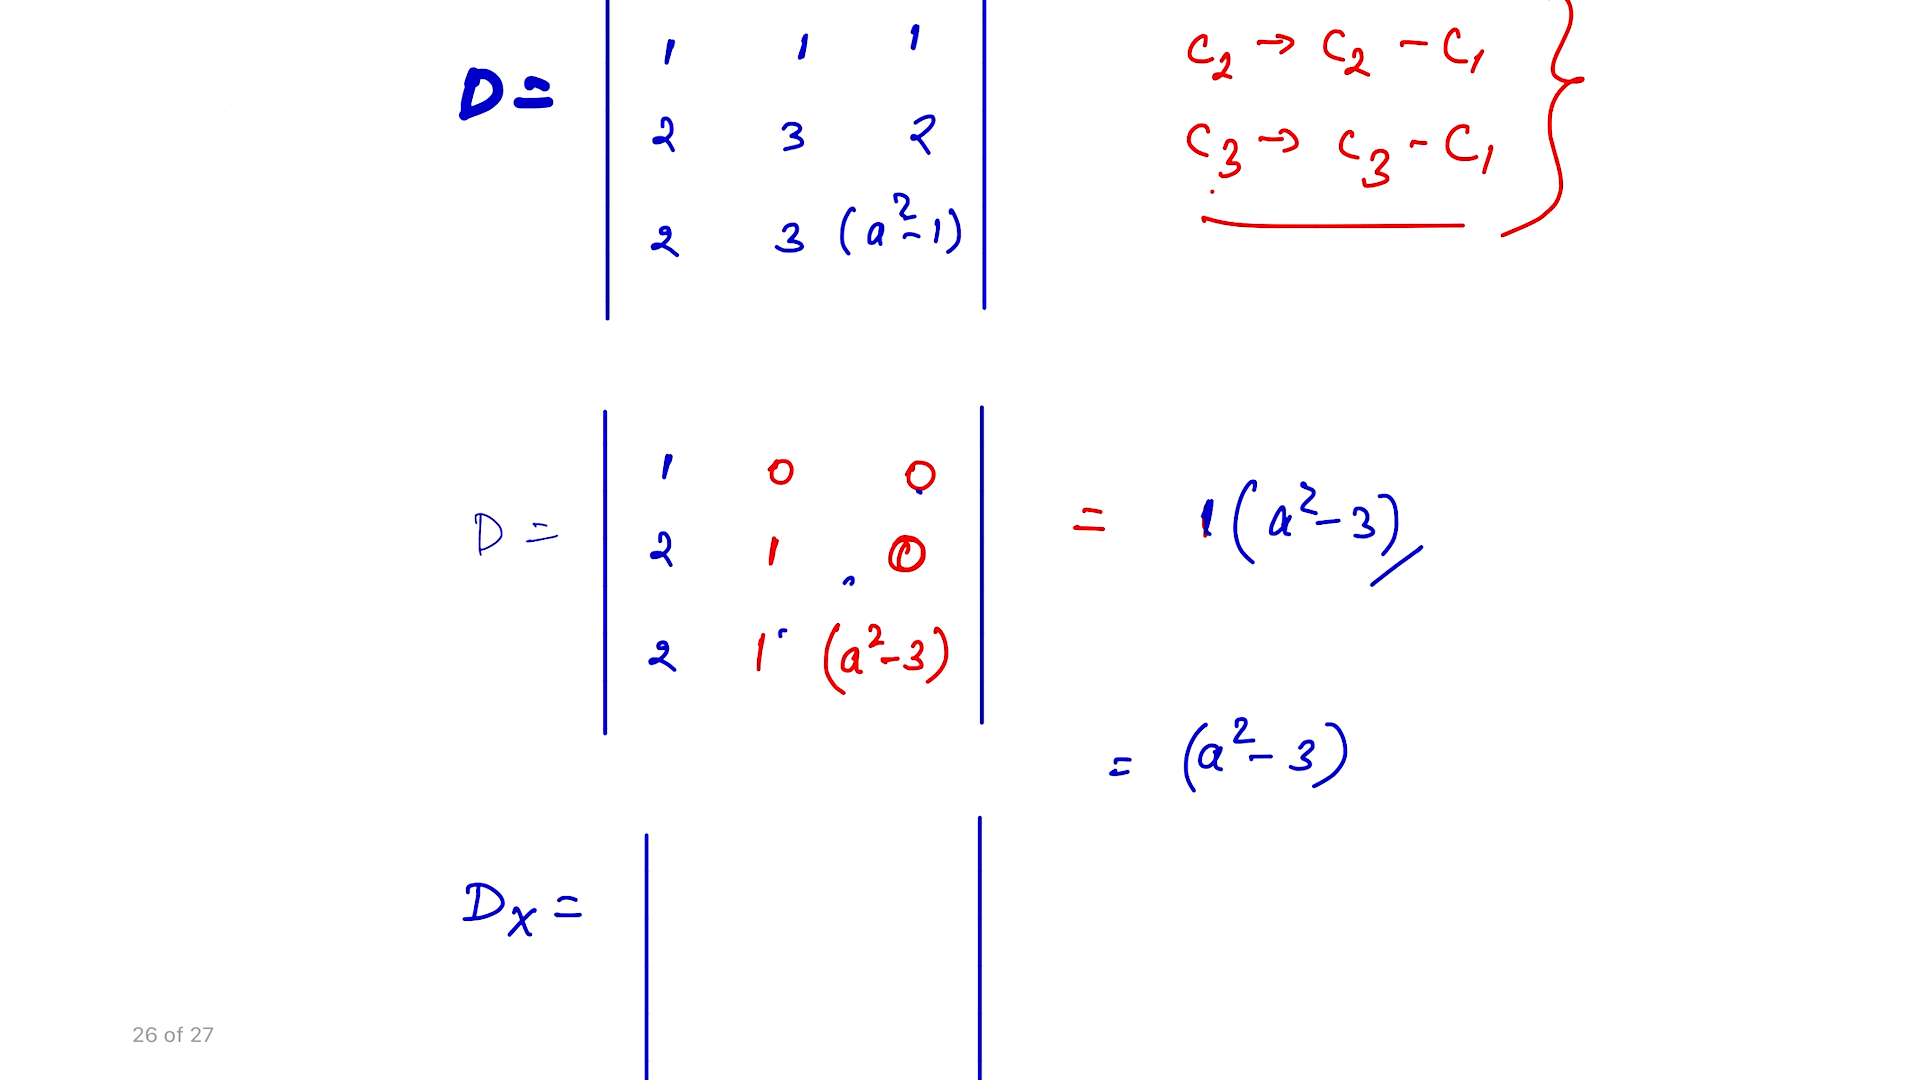 1 1 1
D =
2 3 2
2 3 (a²-1)
C₂ → C₂ - C₁
C₃ → C₃ - C₁
1 0 0
D = 2 1 0 = 1(a²-3)
2 1 (a²-3)
= (a²-3)
Dx =
26 of 27